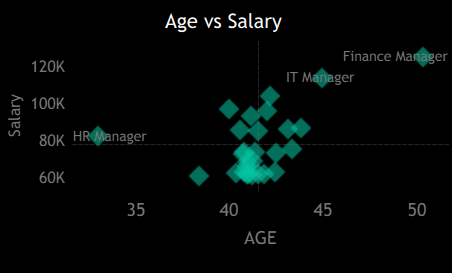 Age vs Salary
Finance Manager
120K
IT Manager
100K
Salary
80K
HR Manager
60K
35
40
45
50
AGE